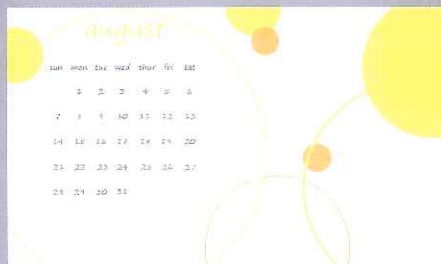 august
sun mon tue wed thur fri sat
1 2 3 4 5 6
7 8 9 10 11 12 13
14 15 16 17 18 19 20
21 22 23 24 25 26 27
28 29 30 31